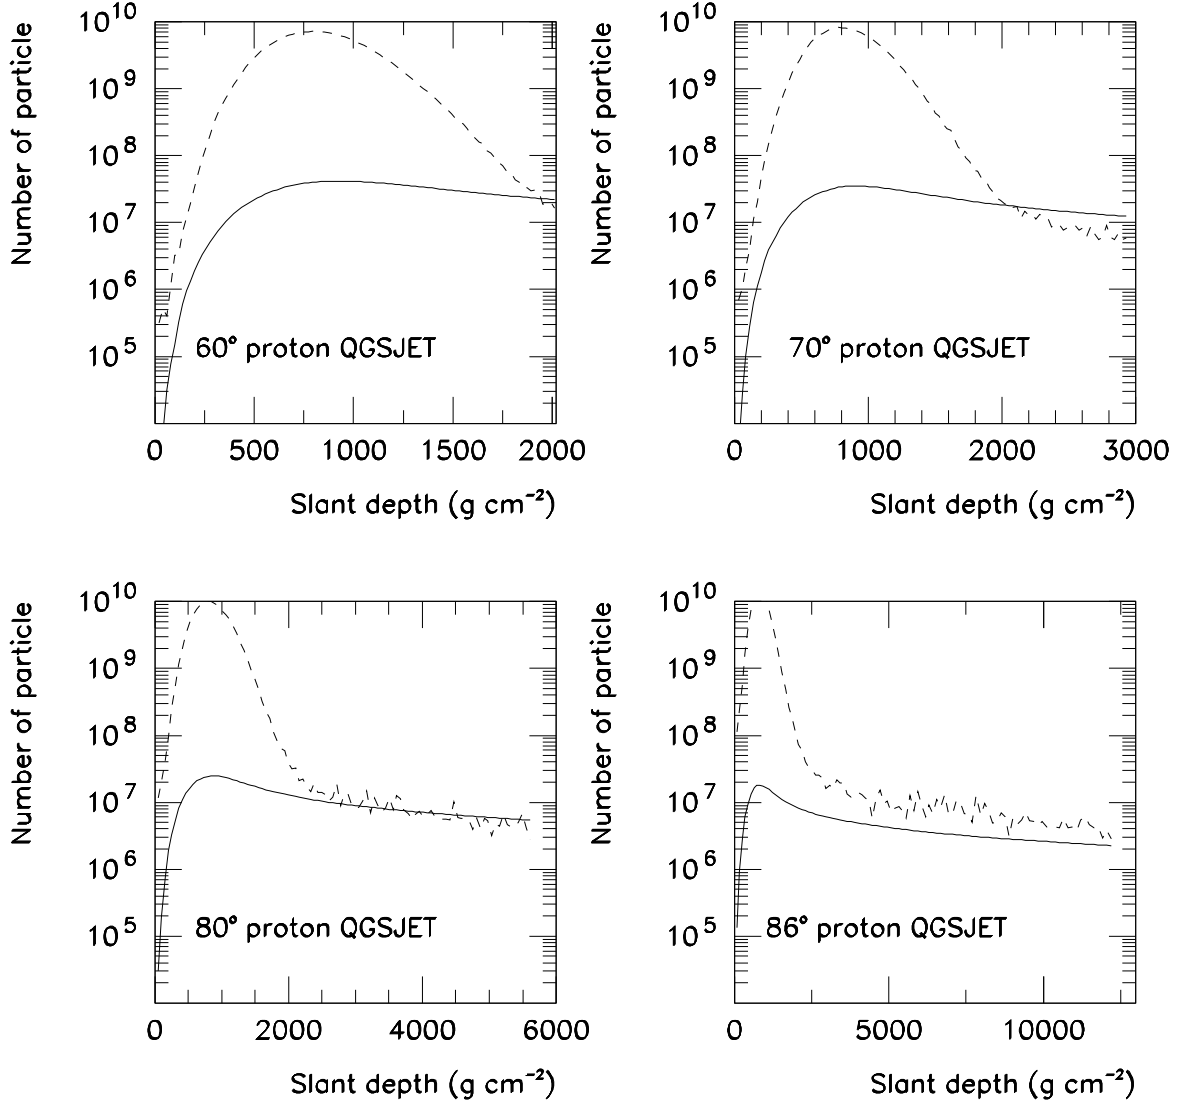 Number of particle
10^10
10^9
10^8
10^7
10^6
10^5
60° proton QGSJET
0 500 1000 1500 2000
Slant depth (g cm^-2)
Number of particle
10^10
10^9
10^8
10^7
10^6
10^5
70° proton QGSJET
0 1000 2000 3000
Slant depth (g cm^-2)
Number of particle
10^10
10^9
10^8
10^7
10^6
10^5
80° proton QGSJET
0 2000 4000 6000
Slant depth (g cm^-2)
Number of particle
10^10
10^9
10^8
10^7
10^6
10^5
86° proton QGSJET
0 5000 10000
Slant depth (g cm^-2)